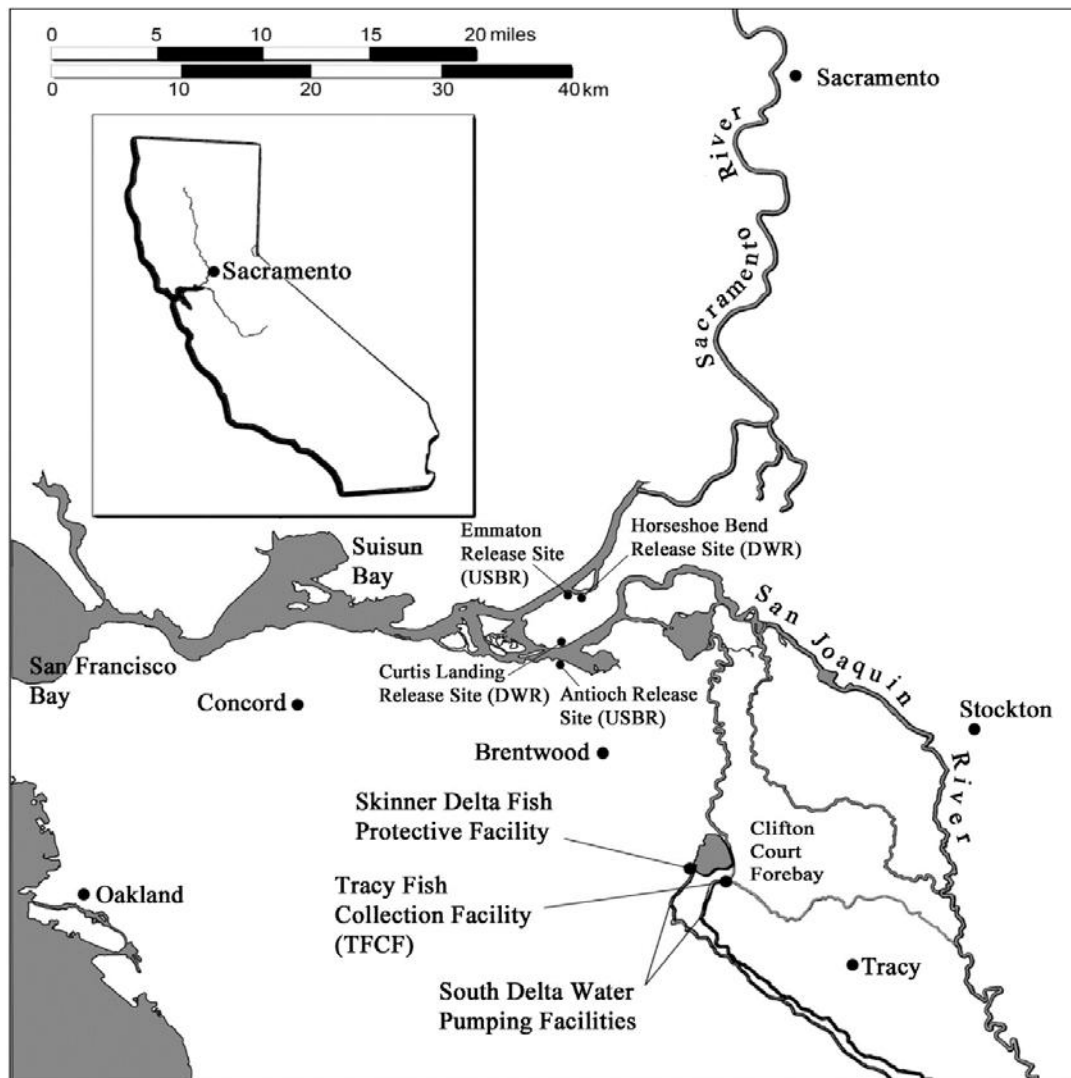 0 5 10 15 20 miles
0 10 20 30 40 km
Sacramento
Sacramento River
Sacramento
Emmaton
Release Site
(USBR)
Horseshoe Bend
Release Site (DWR)
Suisun
Bay
San Francisco
Bay
Curtis Landing
Release Site (DWR)
Antioch Release
Site (USBR)
San Joaquin River
Concord
Stockton
Brentwood
Skinner Delta Fish
Protective Facility
Clifton
Court
Forebay
Tracy Fish
Collection Facility
(TFCF)
Oakland
Tracy
South Delta Water
Pumping Facilities